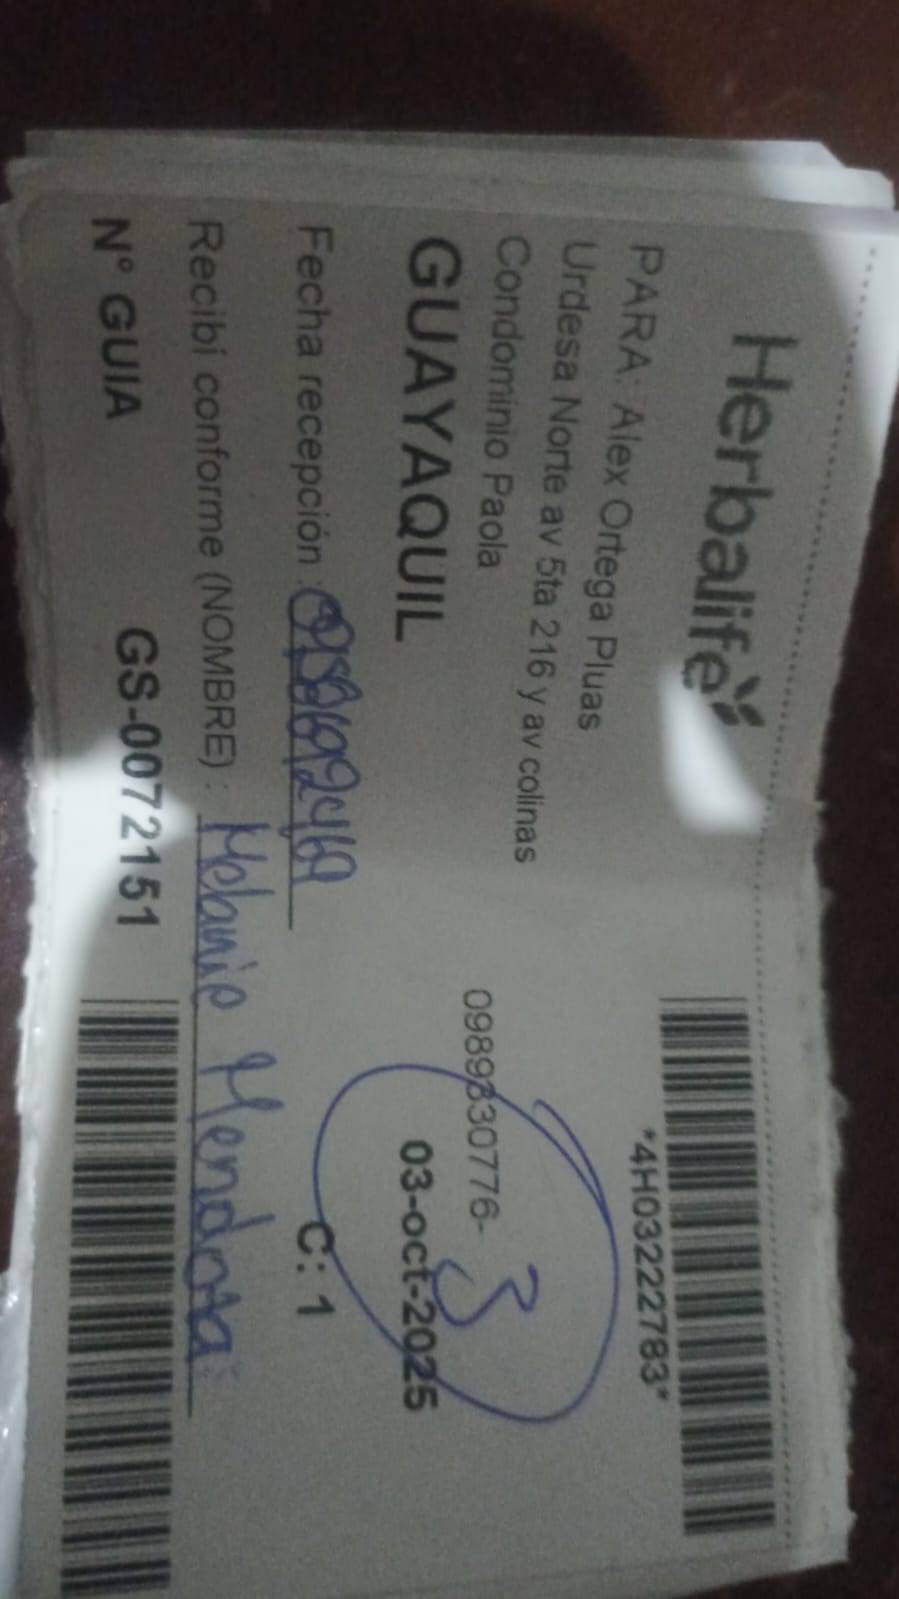 Herbalife
*4H03222783*
PARA: Alex Ortega Pluas
Urdesa Norte av 5ta 216 y av colinas
Condominio Paola
0989830776-
3
GUAYAQUIL
03-oct-2025
Fecha recepción :
C: 1
Recibí conforme (NOMBRE) : Melanie Mendoza
N° GUIA GS-0072151